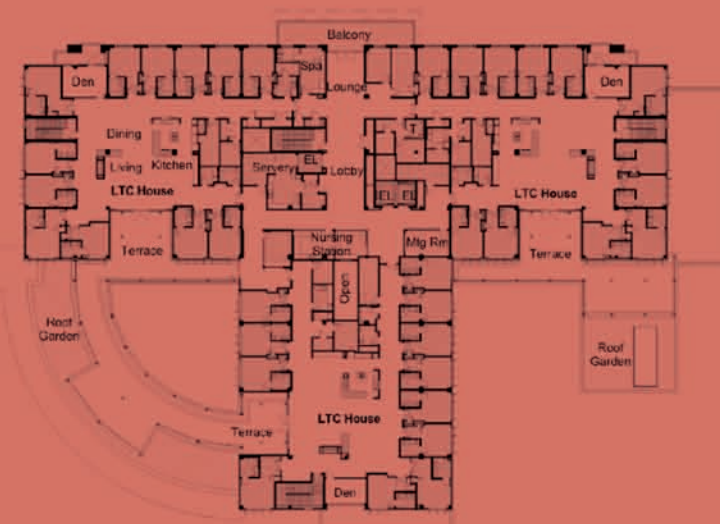 Balcony
Spa
Den
Lounge
Den
Dining
T
Living
Kitchen
Servery
EL
Lobby
LTC House
EL
EL
LTC House
Terrace
Nursing
Station
Mtg Rm
Terrace
Open
Roof
Garden
Roof
Garden
LTC House
Terrace
Den